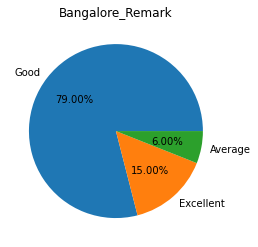 Bangalore_Remark
Good
79.00%
6.00%
Average
15.00%
Excellent